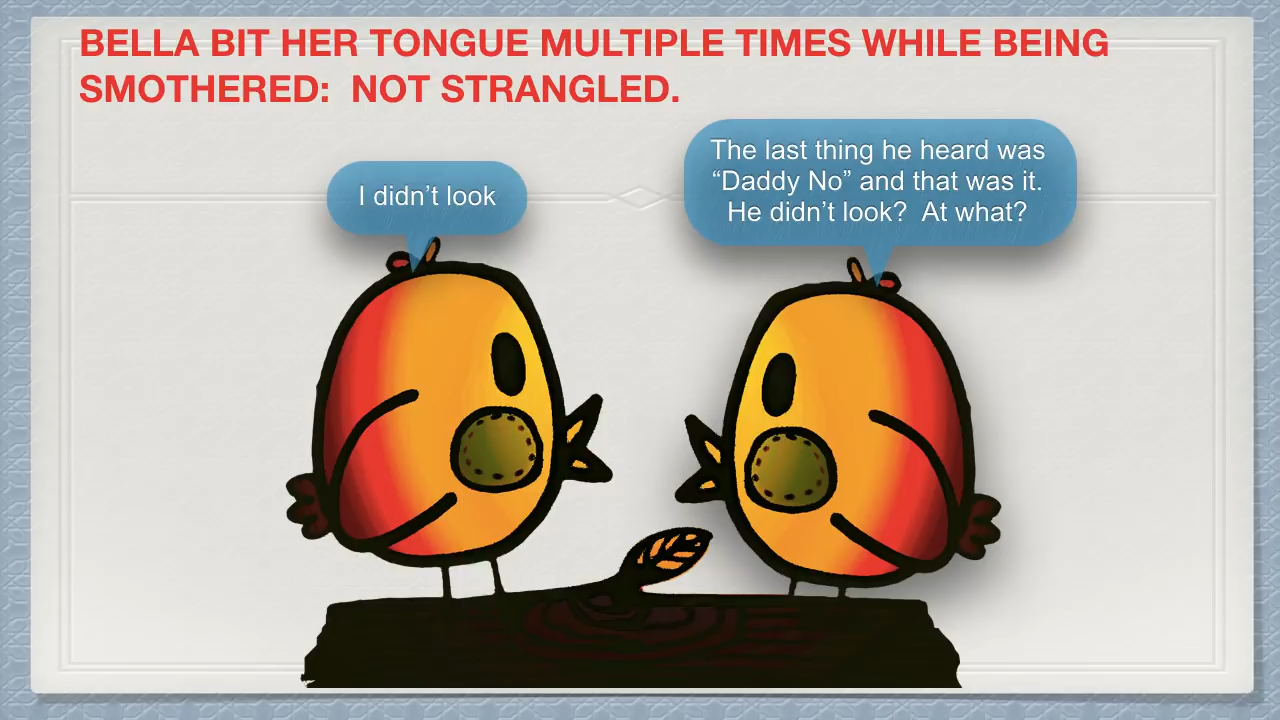 BELLA BIT HER TONGUE MULTIPLE TIMES WHILE BEING
SMOTHERED:  NOT STRANGLED.
I didn’t look
The last thing he heard was
“Daddy No” and that was it.
He didn’t look?  At what?